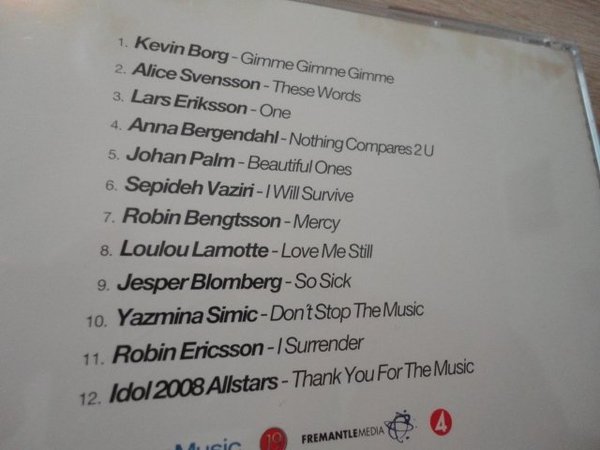 1. Kevin Borg - Gimme Gimme Gimme
2. Alice Svensson - These Words
3. Lars Eriksson - One
4. Anna Bergendahl - Nothing Compares 2 U
5. Johan Palm - Beautiful Ones
6. Sepideh Vaziri - I Will Survive
7. Robin Bengtsson - Mercy
8. Loulou Lamotte - Love Me Still
9. Jesper Blomberg - So Sick
10. Yazmina Simic - Don't Stop The Music
11. Robin Ericsson - I Surrender
12. Idol 2008 Allstars - Thank You For The Music
Music 19 FREMANTLEMEDIA 4